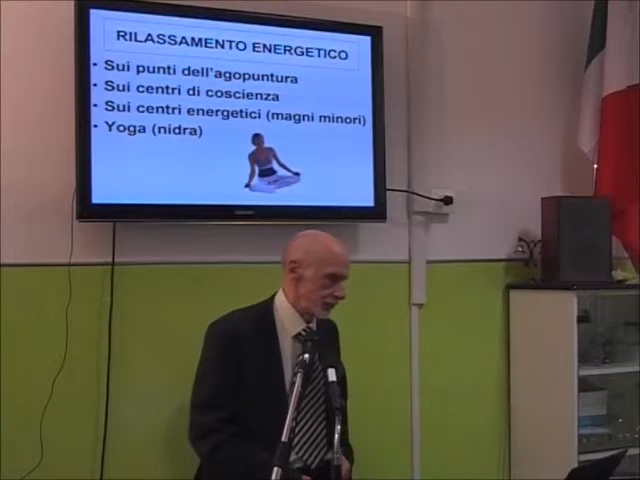 RILASSAMENTO ENERGETICO
• Sui punti dell'agopuntura
• Sui centri di coscienza
• Sui centri energetici (magni minori)
• Yoga (nidra)